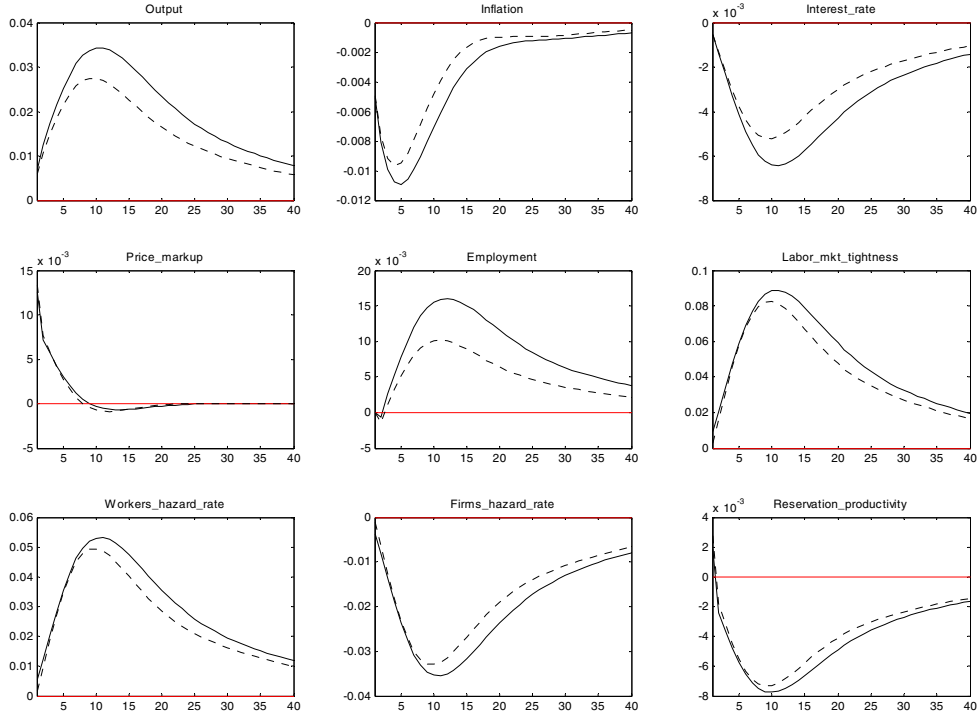 Output
0.04
0.03
0.02
0.01
0
5 10 15 20 25 30 35 40
Inflation
0
-0.002
-0.004
-0.006
-0.008
-0.01
-0.012
5 10 15 20 25 30 35 40
Interest_rate
x 10^-3
0
-2
-4
-6
-8
5 10 15 20 25 30 35 40
Price_markup
x 10^-3
15
10
5
0
-5
5 10 15 20 25 30 35 40
Employment
x 10^-3
20
15
10
5
0
-5
5 10 15 20 25 30 35 40
Labor_mkt_tightness
0.1
0.08
0.06
0.04
0.02
0
5 10 15 20 25 30 35 40
Workers_hazard_rate
0.06
0.05
0.04
0.03
0.02
0.01
0
5 10 15 20 25 30 35 40
Firms_hazard_rate
0
-0.01
-0.02
-0.03
-0.04
5 10 15 20 25 30 35 40
Reservation_productivity
x 10^-3
4
2
0
-2
-4
-6
-8
5 10 15 20 25 30 35 40